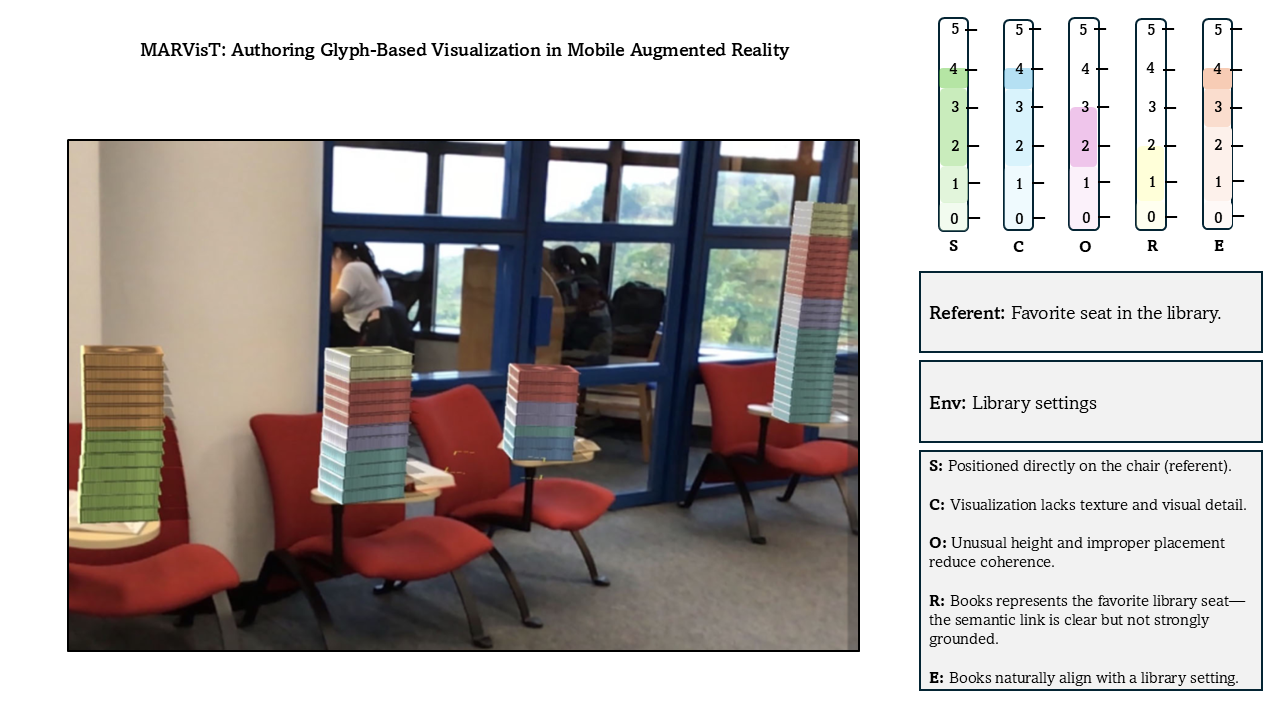 MARVisT: Authoring Glyph-Based Visualization in Mobile Augmented Reality
5 5 5 5 5
4 4 4 4 4
3 3 3 3 3
2 2 2 2 2
1 1 1 1 1
0 0 0 0 0
S C O R E
Referent: Favorite seat in the library.
Env: Library settings
S: Positioned directly on the chair (referent).
C: Visualization lacks texture and visual detail.
O: Unusual height and improper placement
reduce coherence.
R: Books represents the favorite library seat—
the semantic link is clear but not strongly
grounded.
E: Books naturally align with a library setting.